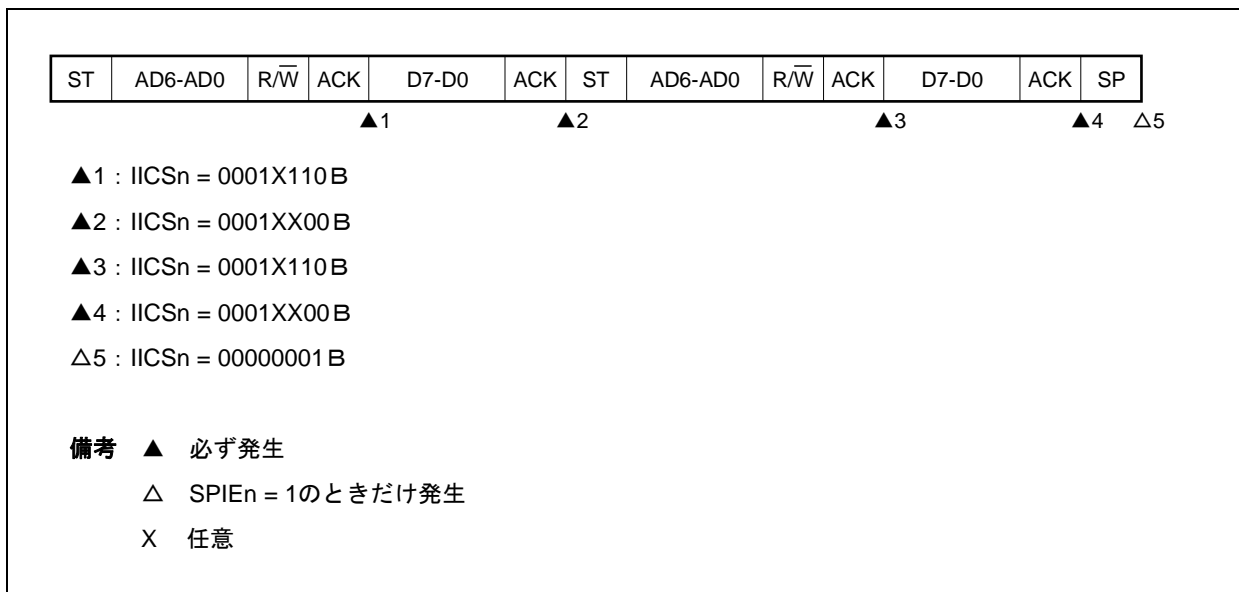 ST AD6-AD0 R/W̅ ACK D7-D0 ACK ST AD6-AD0 R/W̅ ACK D7-D0 ACK SP
▲1 ▲2 ▲3 ▲4 △5
▲1：IICSn = 0001X110B
▲2：IICSn = 0001XX00B
▲3：IICSn = 0001X110B
▲4：IICSn = 0001XX00B
△5：IICSn = 00000001B
備考 ▲ 必ず発生
△ SPIEn = 1のときだけ発生
X 任意